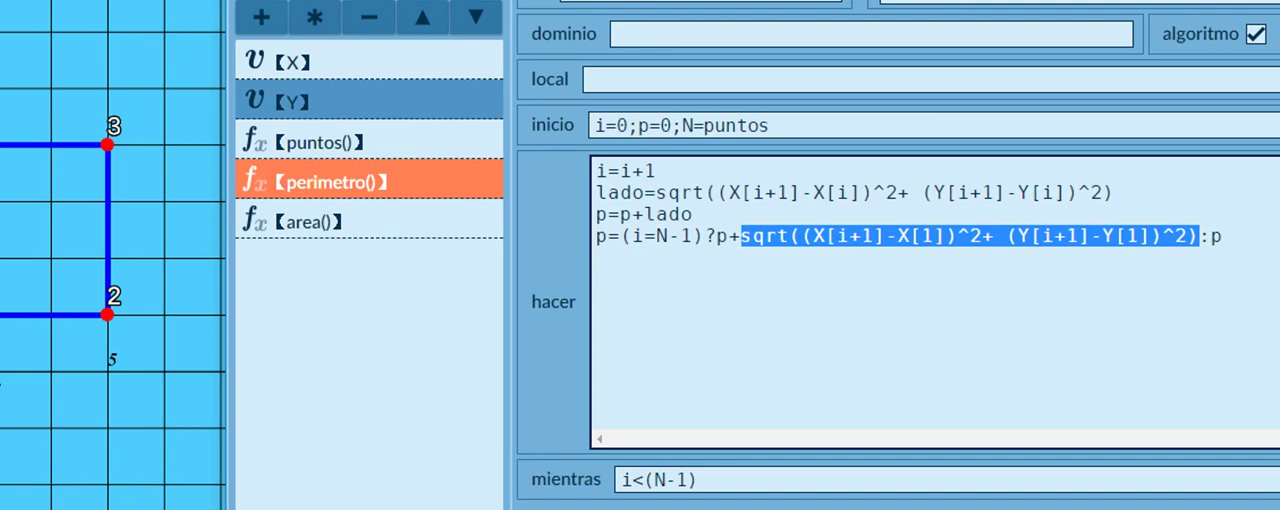 3
2
5
+ * − ▲ ▼
v 【X】
v 【Y】
fx 【puntos()】
fx 【perimetro()】
fx 【area()】
dominio
algoritmo
local
inicio i=0;p=0;N=puntos
hacer
i=i+1
lado=sqrt((X[i+1]-X[i])^2+ (Y[i+1]-Y[i])^2)
p=p+lado
p=(i=N-1)?p+sqrt((X[i+1]-X[1])^2+ (Y[i+1]-Y[1])^2):p
mientras i<(N-1)